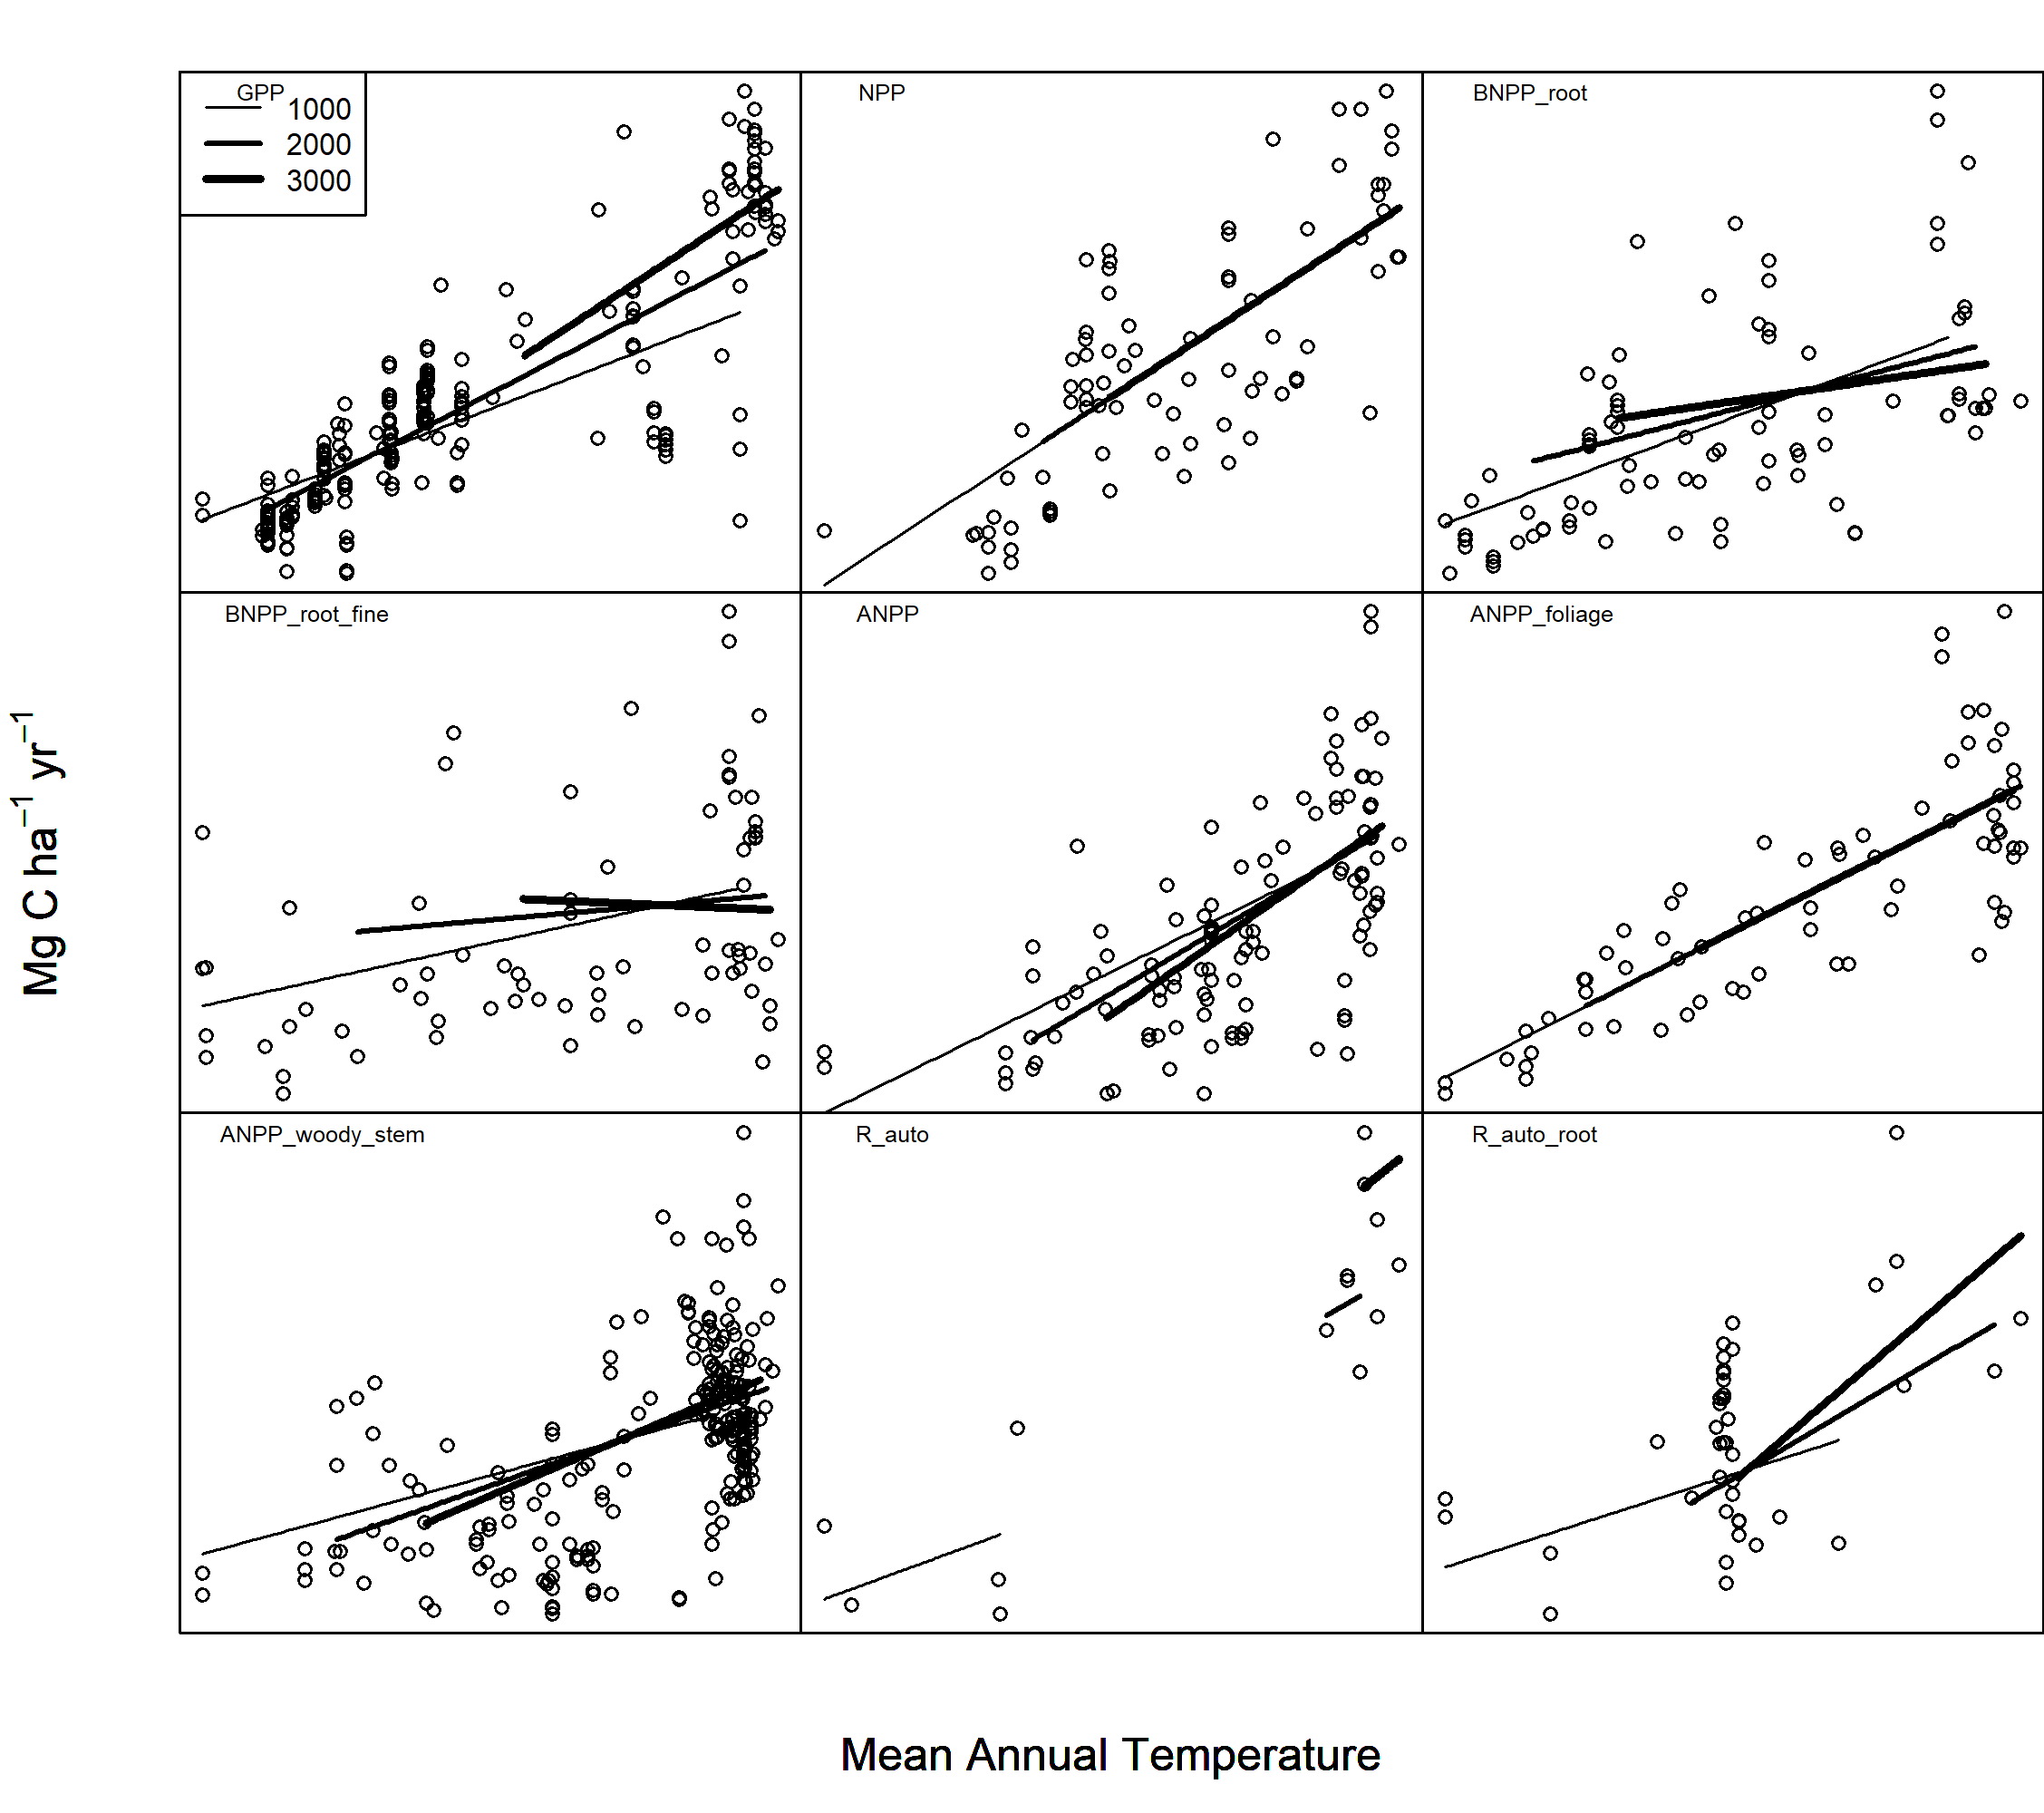 GPP
1000
2000
3000
NPP
BNPP_root
BNPP_root_fine
ANPP
ANPP_foliage
ANPP_woody_stem
R_auto
R_auto_root
Mg C ha⁻¹ yr⁻¹
Mean Annual Temperature